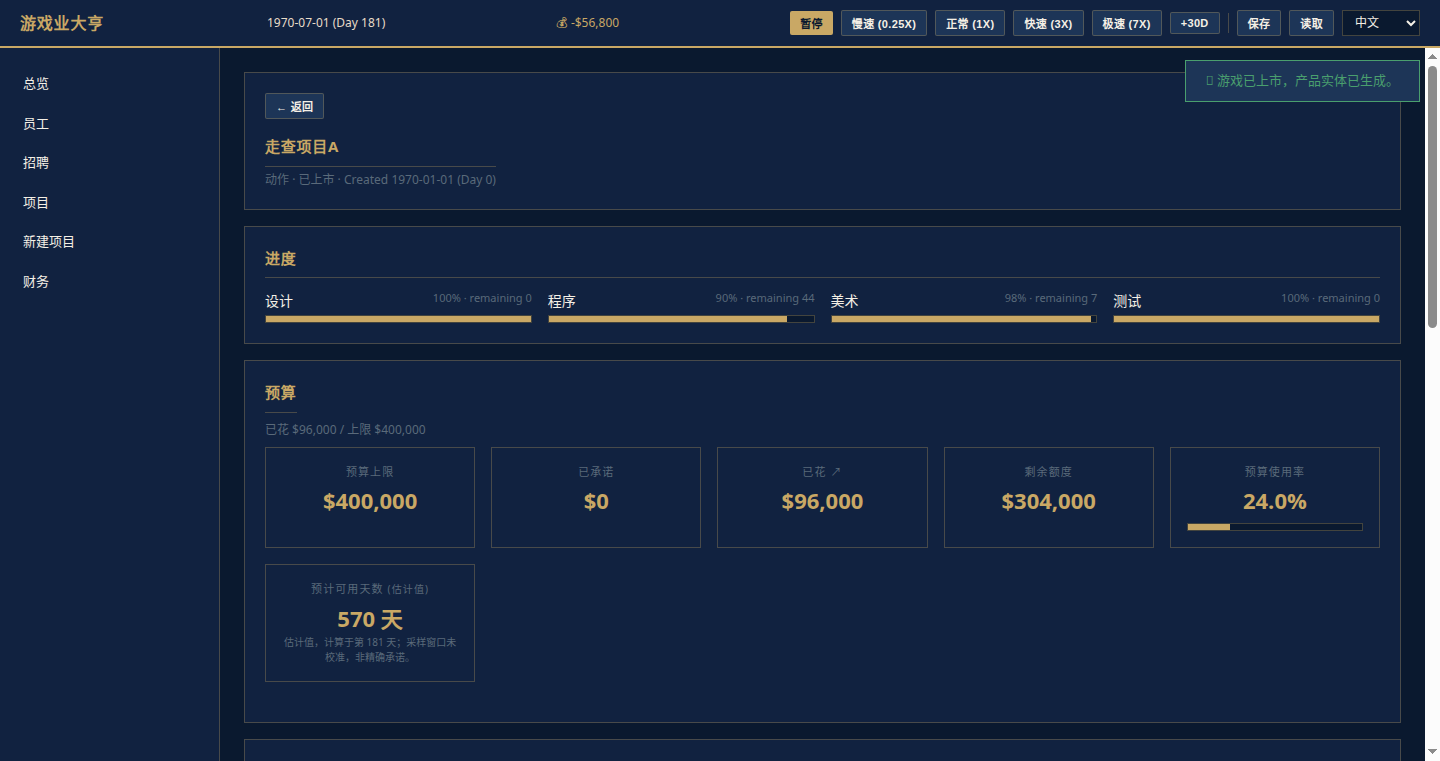 游戏业大亨
1970-07-01 (Day 181)
💰 -$56,800
暂停
慢速 (0.25X)
正常 (1X)
快速 (3X)
极速 (7X)
+30D
保存
读取
中文
总览
员工
招聘
项目
新建项目
财务
游戏已上市，产品实体已生成。
← 返回
走查项目A
动作 · 已上市 · Created 1970-01-01 (Day 0)
进度
设计
100% · remaining 0
程序
90% · remaining 44
美术
98% · remaining 7
测试
100% · remaining 0
预算
已花 $96,000 / 上限 $400,000
预算上限
$400,000
已承诺
$0
已花 ↗
$96,000
剩余额度
$304,000
预算使用率
24.0%
预计可用天数 (估计值)
570 天
估计值，计算于第 181 天；采样窗口未
校准，非精确承诺。